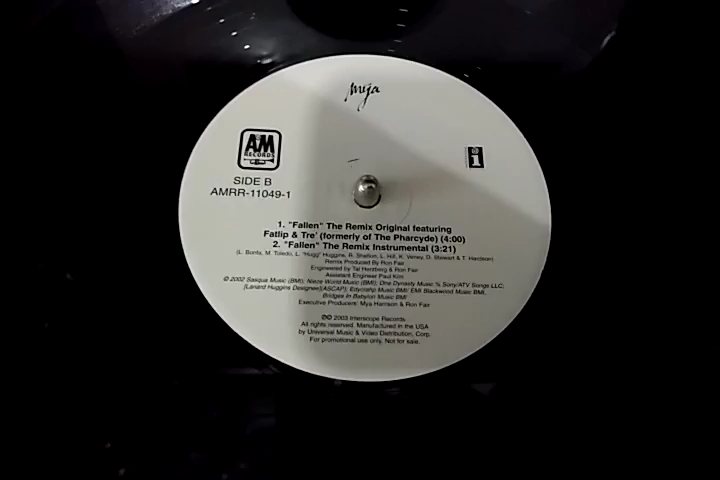 mya
A&M
RECORDS
i
SIDE B
AMRR-11049-1
1. "Fallen" The Remix Original featuring
Fatlip & Tre' (formerly of The Pharcyde) (4:00)
2. "Fallen" The Remix Instrumental (3:21)
(L. Bonfa, M. Toledo, L. "Hugg" Huggins, R. Shelton, L. Hill, K. Veney, D. Stewart & T. Hardson)
Remix Produced By Ron Fair
Engineered by Tal Herzberg & Ron Fair
Assistant Engineer Paul Kim
© 2002 Sasqua Music (BMI); Nieze World Music (BMI); One Dynasty Music % Sony/ATV Songs LLC;
[Lanard Huggins Designee](ASCAP); Edycrship Music BMI/ EMI Blackwood Music BMI,
Bridges In Babylon Music BMI
Executive Producers: Mya Harrison & Ron Fair
℗© 2003 Interscope Records
All rights reserved. Manufactured in the USA
by Universal Music & Video Distribution, Corp.
For promotional use only. Not for sale.